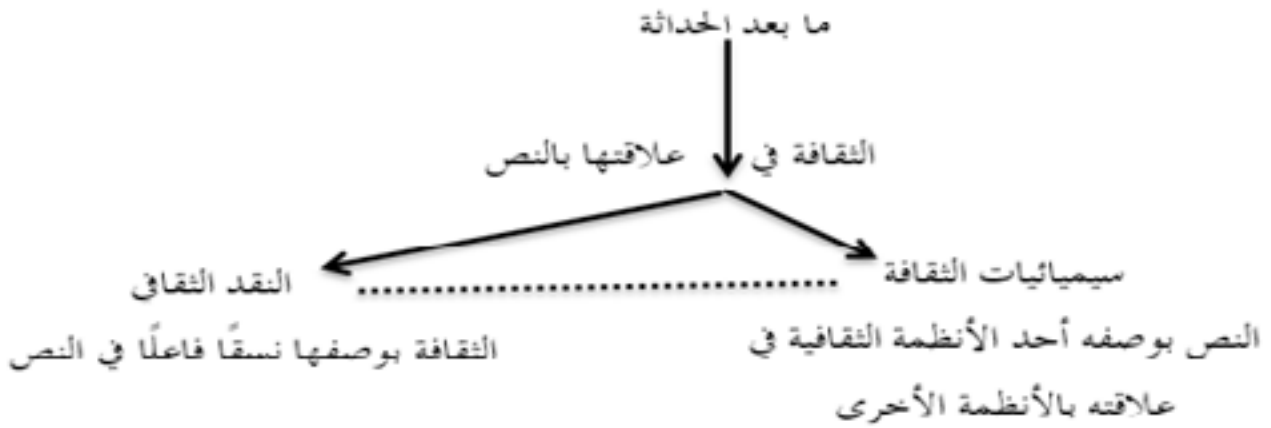 ما بعد الحداثة
الثقافة في علاقتها بالنص
سيميائيات الثقافة
النقد الثقافي
النص بوصفه أحد الأنظمة الثقافية في
علاقته بالأنظمة الأخرى
الثقافة بوصفها نسقًا فاعلًا في النص